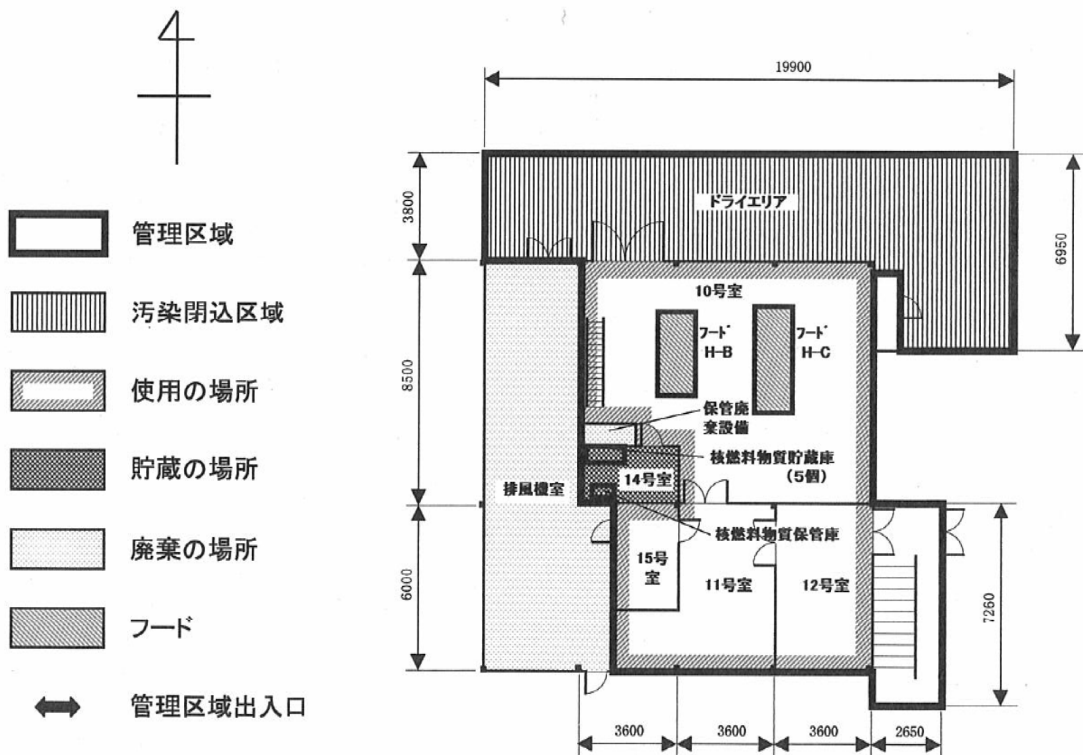 19900
3800
ドライエリア
6950
管理区域
汚染閉込区域
使用の場所
貯蔵の場所
廃棄の場所
フード
管理区域出入口
10号室
フード
H-B
フード
H-C
8500
保管廃
棄設備
核燃料物質貯蔵庫
(5個)
14号室
排風機室
核燃料物質保管庫
15号
室
11号室
12号室
6000
7260
3600
3600
3600
2650